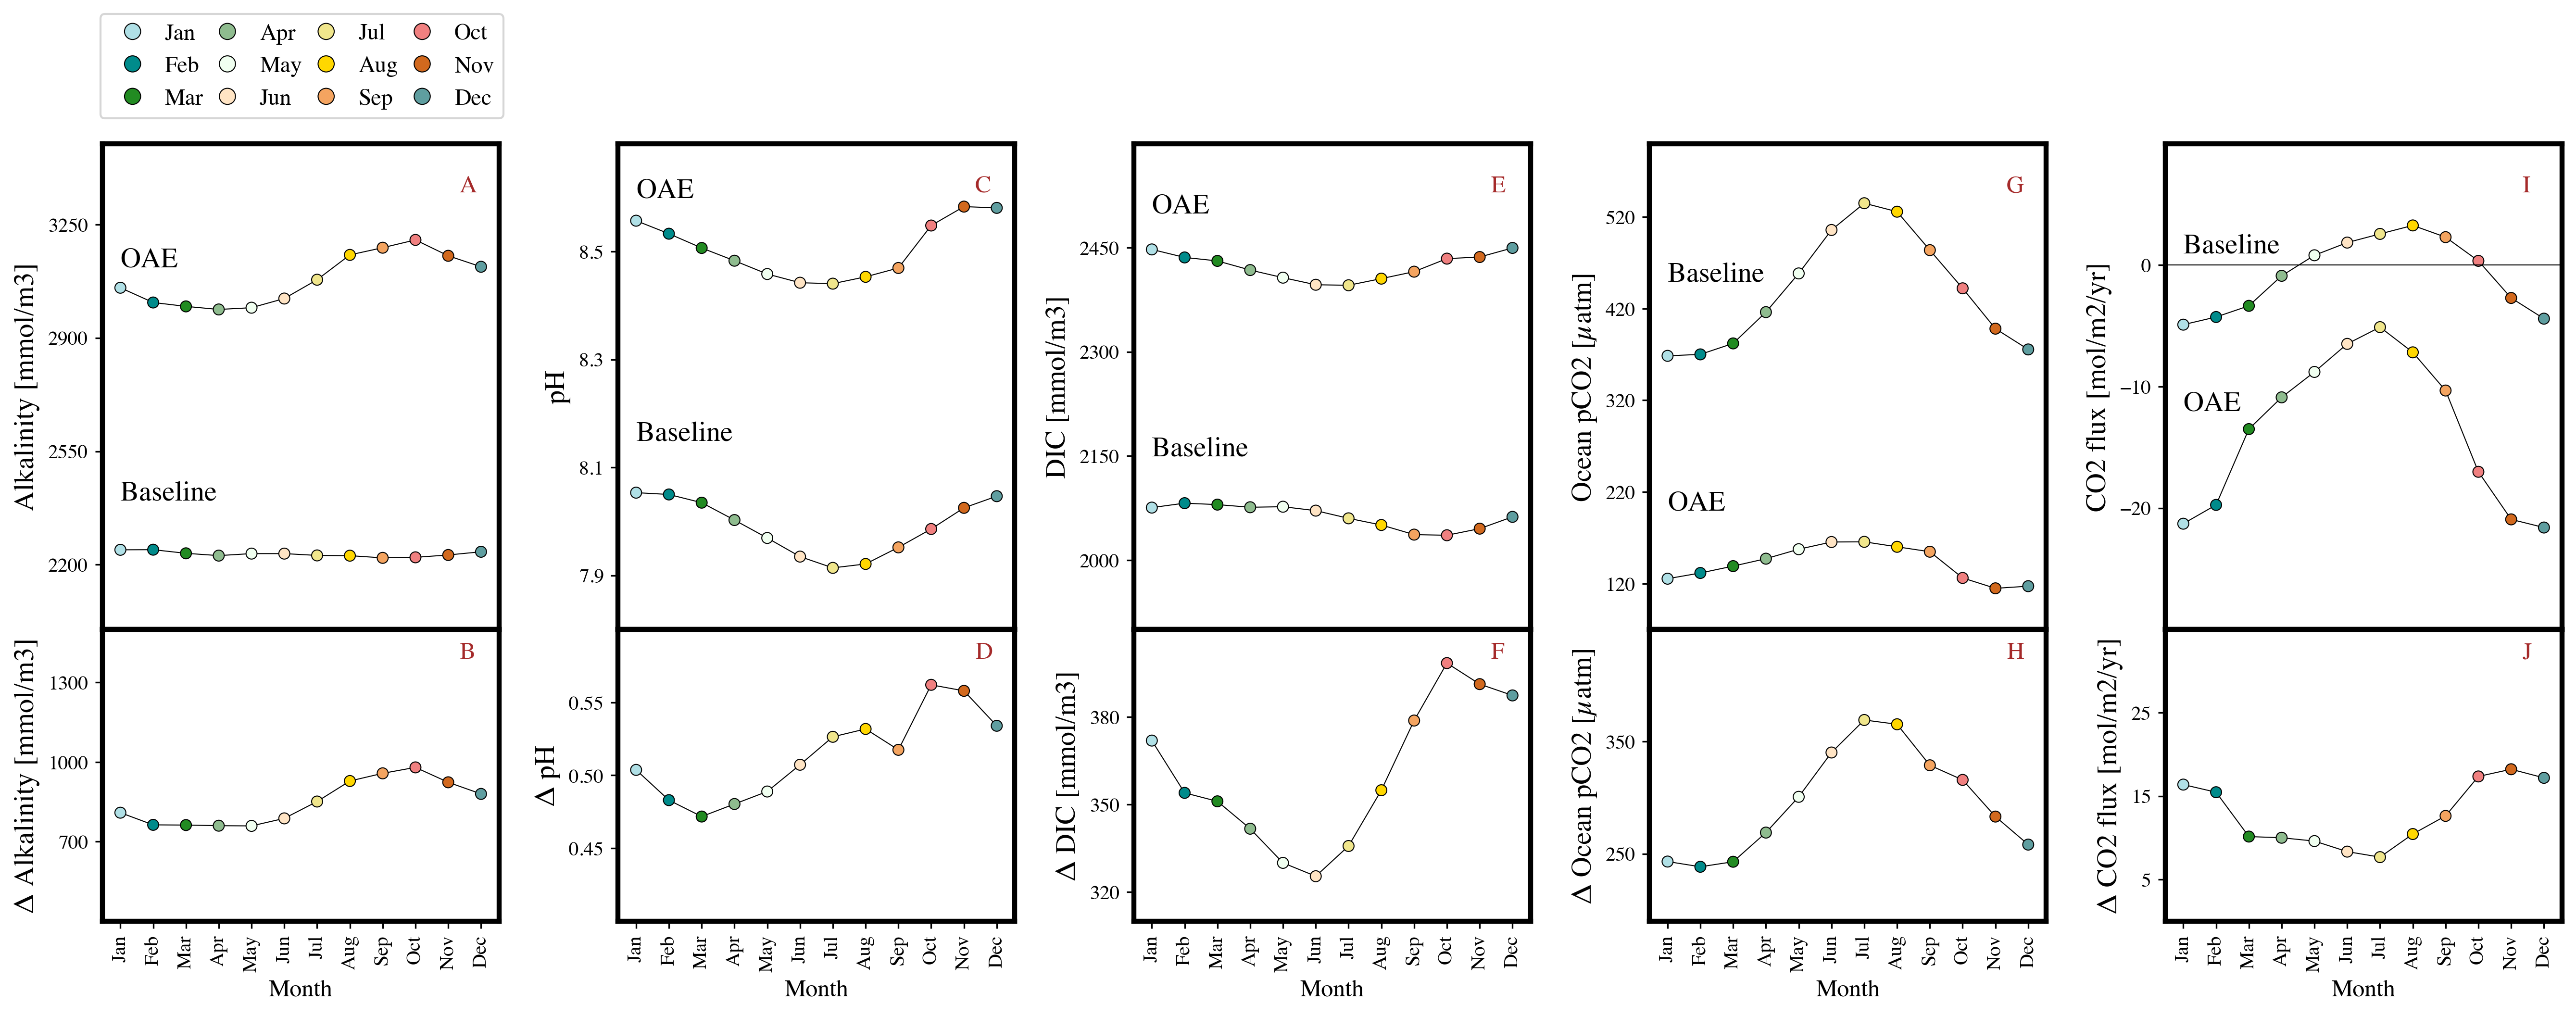 Jan Apr Jul Oct
Feb May Aug Nov
Mar Jun Sep Dec
Alkalinity [mmol/m3]
3250
2900
2550
2200
A
OAE
Baseline
Δ Alkalinity [mmol/m3]
1300
1000
700
B
Jan Feb Mar Apr May Jun Jul Aug Sep Oct Nov Dec
Month
pH
8.5
8.3
8.1
7.9
C
OAE
Baseline
Δ pH
0.55
0.50
0.45
D
Jan Feb Mar Apr May Jun Jul Aug Sep Oct Nov Dec
Month
DIC [mmol/m3]
2450
2300
2150
2000
E
OAE
Baseline
Δ DIC [mmol/m3]
380
350
320
F
Jan Feb Mar Apr May Jun Jul Aug Sep Oct Nov Dec
Month
Ocean pCO2 [μatm]
520
420
320
220
120
G
Baseline
OAE
Δ Ocean pCO2 [μatm]
350
250
H
Jan Feb Mar Apr May Jun Jul Aug Sep Oct Nov Dec
Month
CO2 flux [mol/m2/yr]
0
−10
−20
I
Baseline
OAE
Δ CO2 flux [mol/m2/yr]
25
15
5
J
Jan Feb Mar Apr May Jun Jul Aug Sep Oct Nov Dec
Month